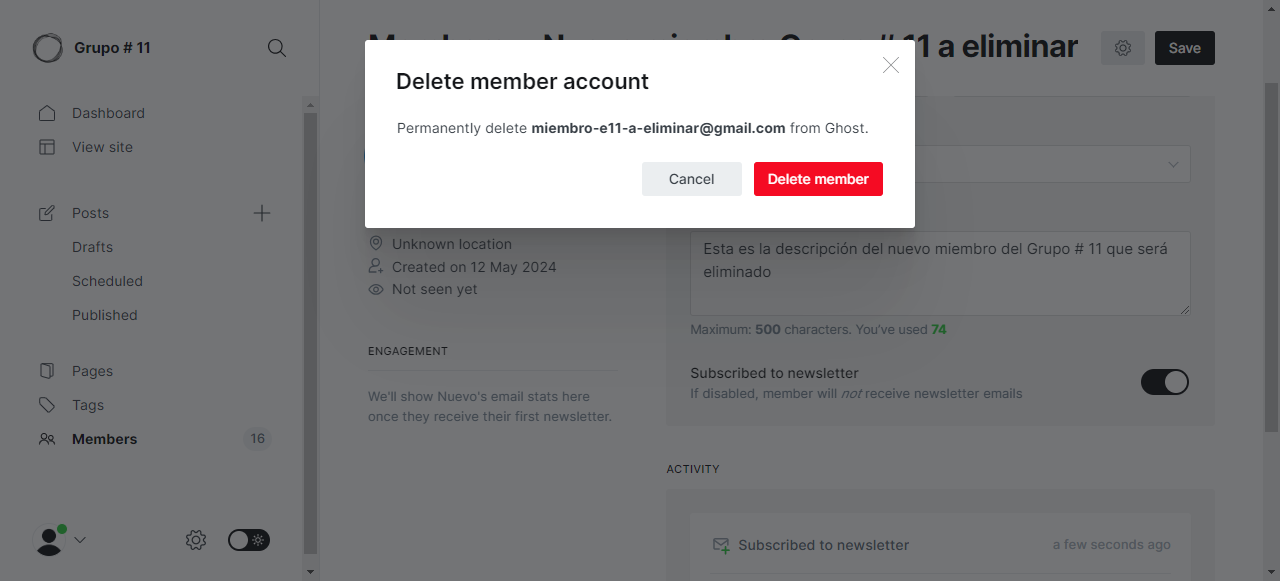 Grupo # 11
Dashboard
View site
Posts
Drafts
Scheduled
Published
Pages
Tags
Members 16
# 11 a eliminar
Save
Delete member account
Permanently delete miembro-e11-a-eliminar@gmail.com from Ghost.
Cancel
Delete member
Unknown location
Created on 12 May 2024
Not seen yet
ENGAGEMENT
We'll show Nuevo's email stats here
once they receive their first newsletter.
Esta es la descripción del nuevo miembro del Grupo # 11 que será
eliminado
Maximum: 500 characters. You've used 74
Subscribed to newsletter
If disabled, member will not receive newsletter emails
ACTIVITY
Subscribed to newsletter
a few seconds ago